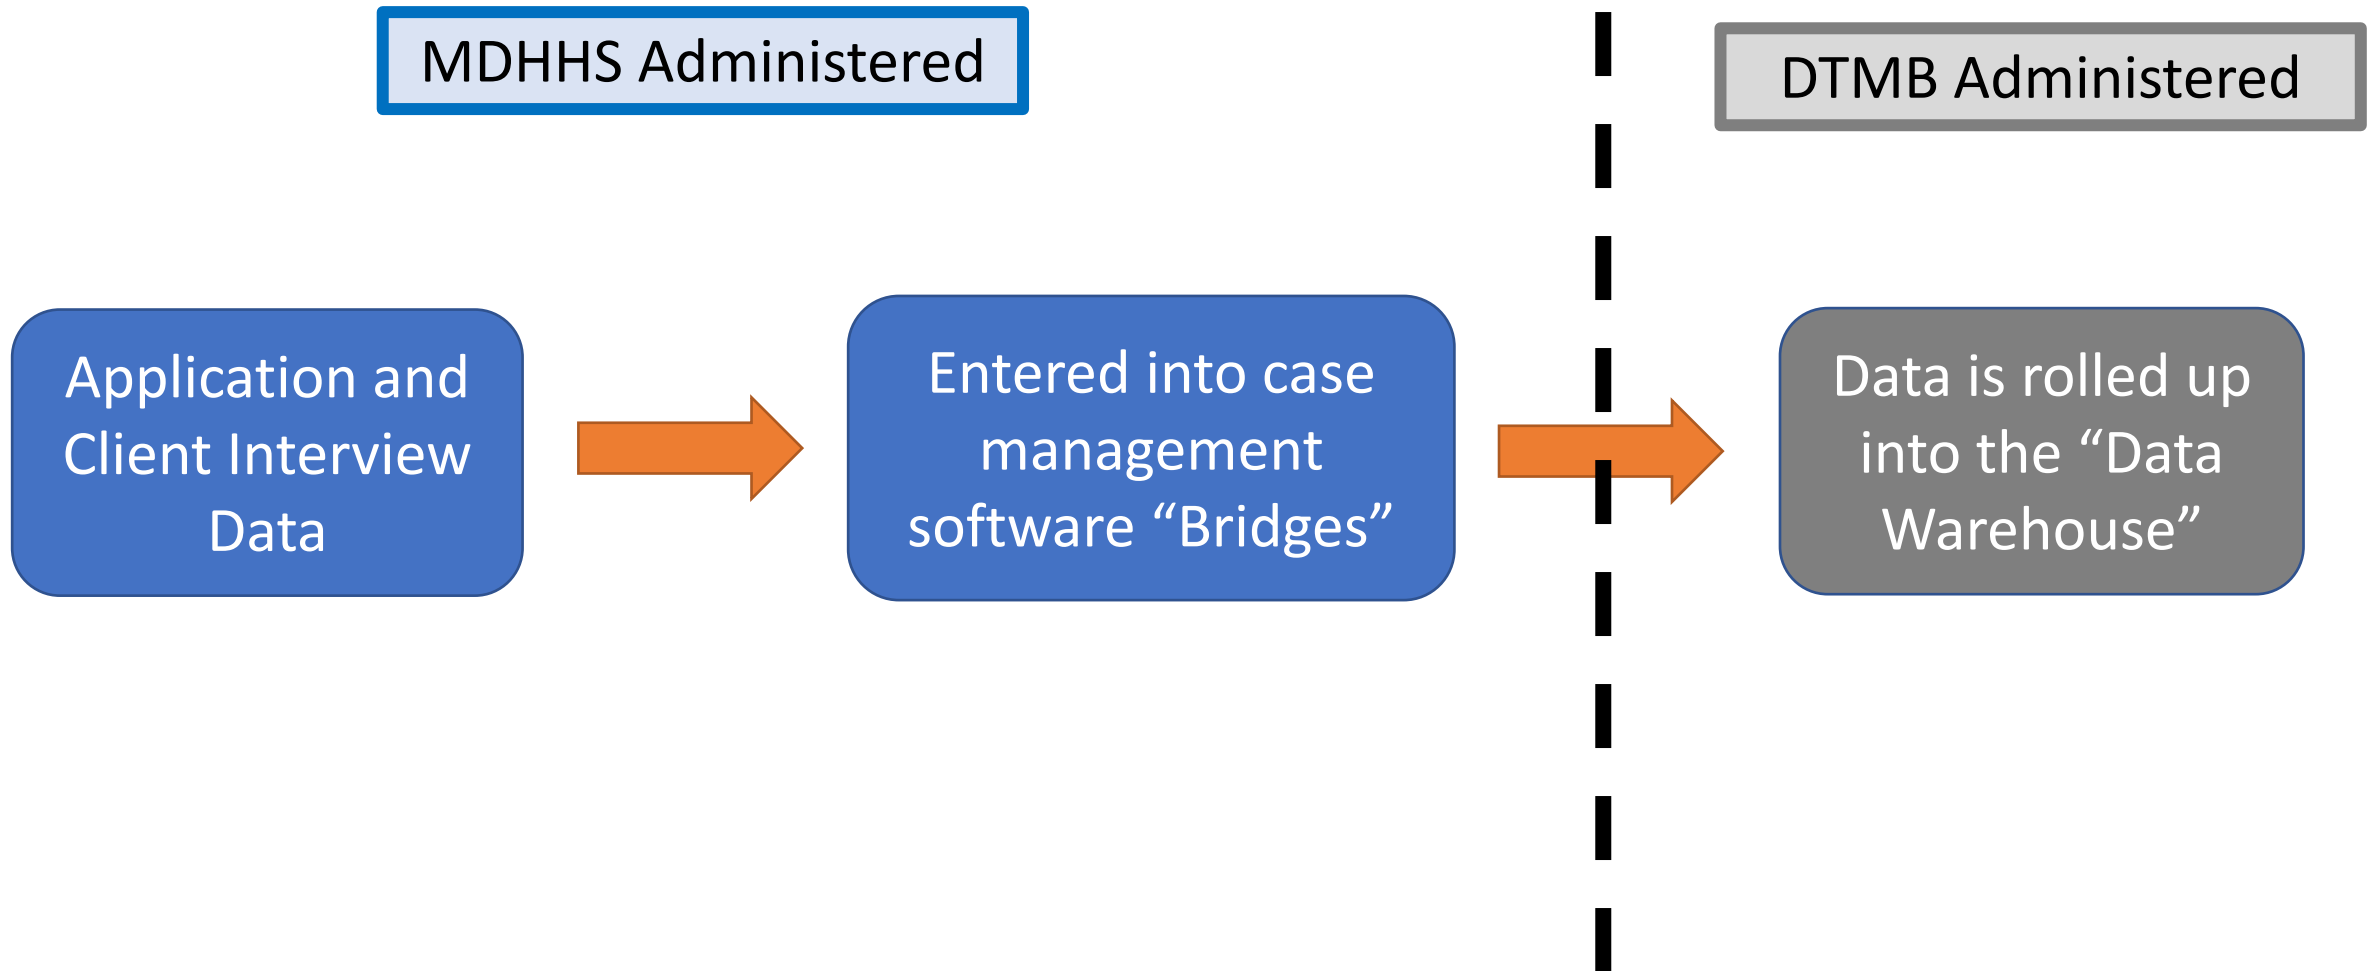 MDHHS Administered
DTMB Administered
Application and
Client Interview
Data
Entered into case
management
software “Bridges”
Data is rolled up
into the “Data
Warehouse”